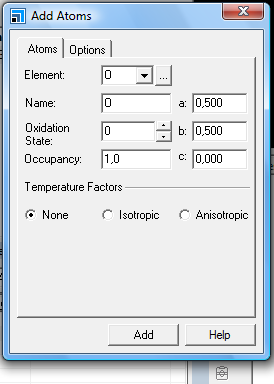 Add Atoms
Atoms Options
Element: O ...
Name: O a: 0,500
Oxidation State: 0 b: 0,500
Occupancy: 1,0 c: 0,000
Temperature Factors
None Isotropic Anisotropic
Add Help